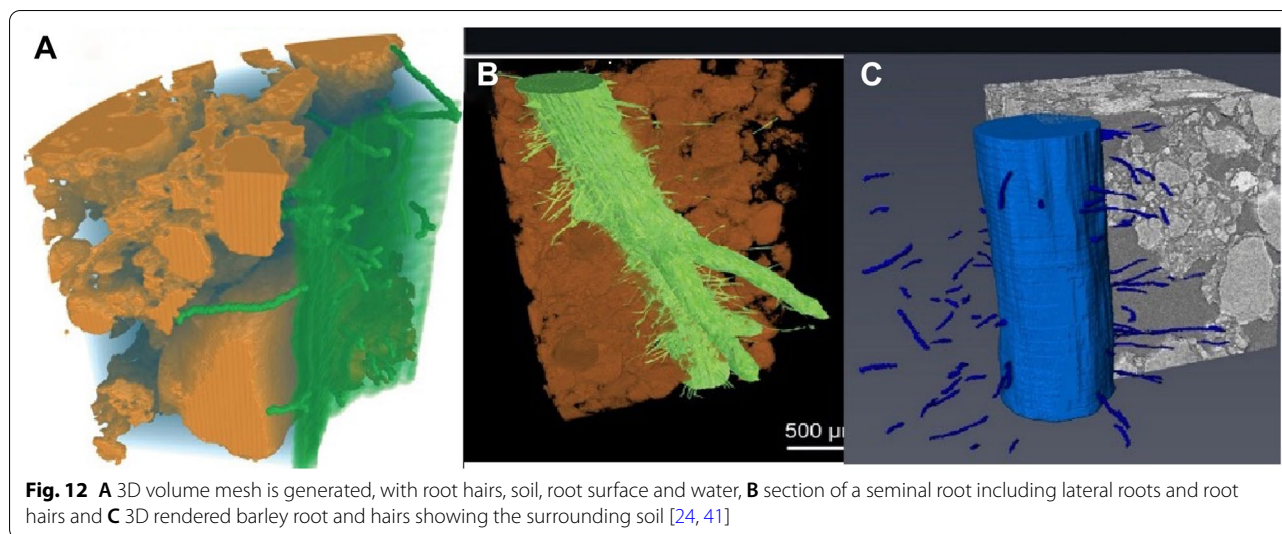 A
B
C
500 μ
Fig. 12 A 3D volume mesh is generated, with root hairs, soil, root surface and water, B section of a seminal root including lateral roots and root
hairs and C 3D rendered barley root and hairs showing the surrounding soil [24, 41]